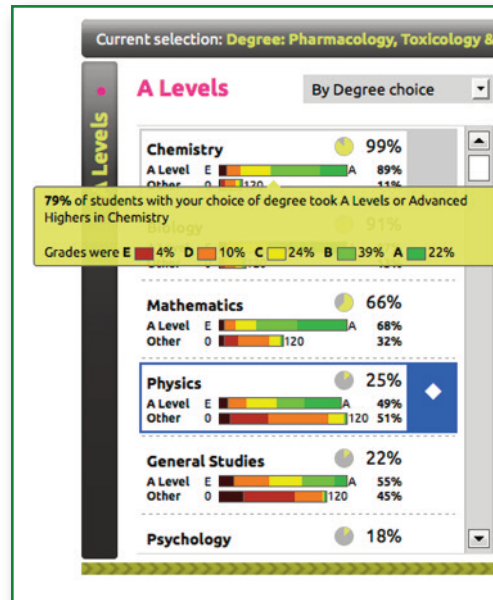 Current selection: Degree: Pharmacology, Toxicology &
A Levels
A Levels
By Degree choice
Chemistry 99%
A Level E A 89%
Other 0 120 11%
79% of students with your choice of degree took A Levels or Advanced
Highers in Chemistry
Biology 91%
Grades were E 4% D 10% C 24% B 39% A 22%
Mathematics 66%
A Level E A 68%
Other 0 120 32%
Physics 25%
A Level E A 49%
Other 0 120 51%
General Studies 22%
A Level E A 55%
Other 0 120 45%
Psychology 18%